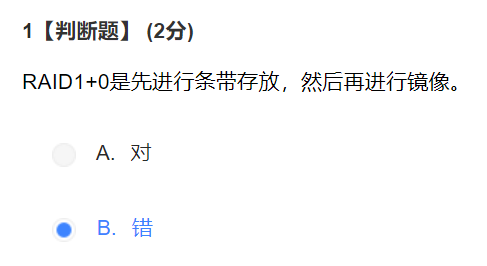 1【判断题】 (2分)
RAID1+0是先进行条带存放，然后再进行镜像。
A. 对
B. 错